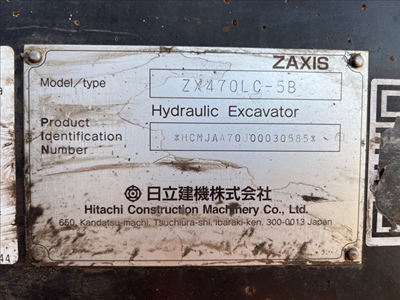 ZAXIS
Model/type ZX470LC-5B
Hydraulic Excavator
Product
Identification
Number
日立建機株式会社
Hitachi Construction Machinery Co., Ltd.
650, Kandatsu-machi, Tsuchiura-shi, Ibaraki-ken, 300-0013 Japan
44